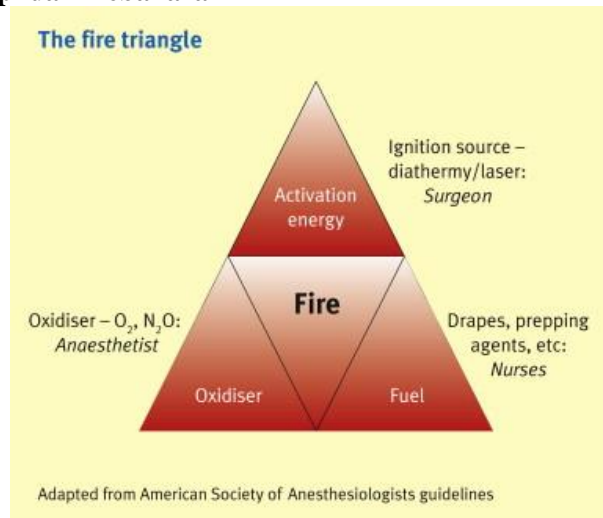 The fire triangle
Activation
energy
Ignition source –
diathermy/laser:
Surgeon
Fire
Oxidiser – O₂, N₂O:
Anaesthetist
Drapes, prepping
agents, etc:
Nurses
Oxidiser
Fuel
Adapted from American Society of Anesthesiologists guidelines